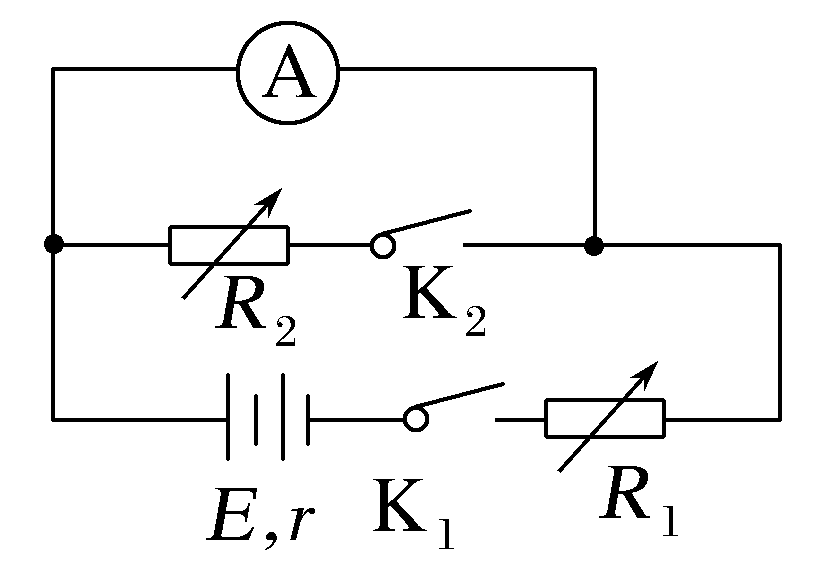 A
R₂
K₂
E,r
K₁
R₁